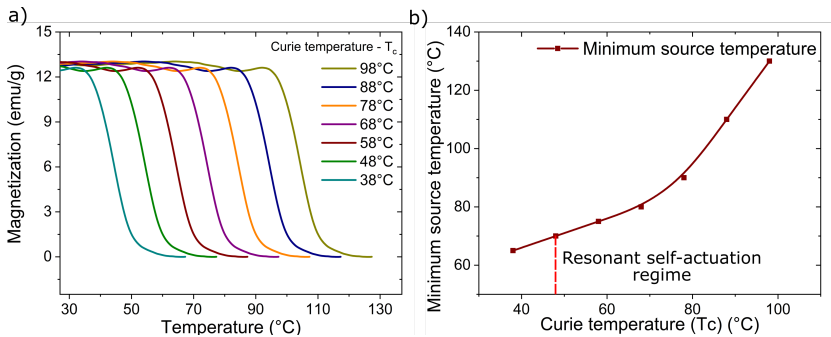 a)
15
12
9
6
3
0
Magnetization (emu/g)
30
50
70
90
110
130
Temperature (°C)
Curie temperature - Tc
98°C
88°C
78°C
68°C
58°C
48°C
38°C
b)
140
120
100
80
60
Minimum source temperature (°C)
40
60
80
100
Curie temperature (Tc) (°C)
Minimum source temperature
Resonant self-actuation
regime